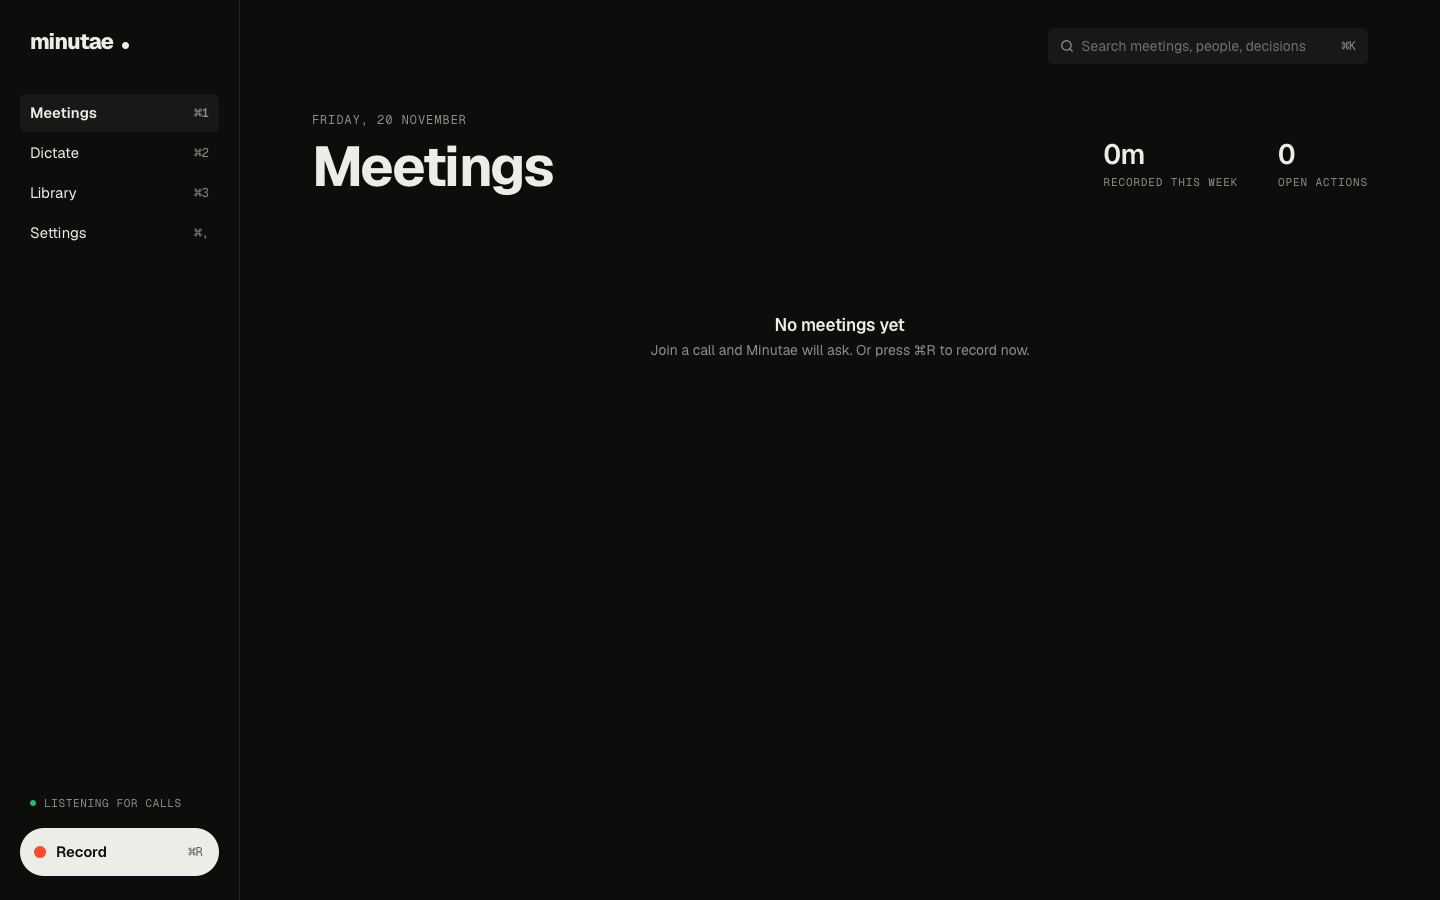 minutae
Meetings ⌘1
Dictate ⌘2
Library ⌘3
Settings ⌘,
LISTENING FOR CALLS
Record ⌘R
Search meetings, people, decisions ⌘K
FRIDAY, 20 NOVEMBER
Meetings
0m
RECORDED THIS WEEK
0
OPEN ACTIONS
No meetings yet
Join a call and Minutae will ask. Or press ⌘R to record now.